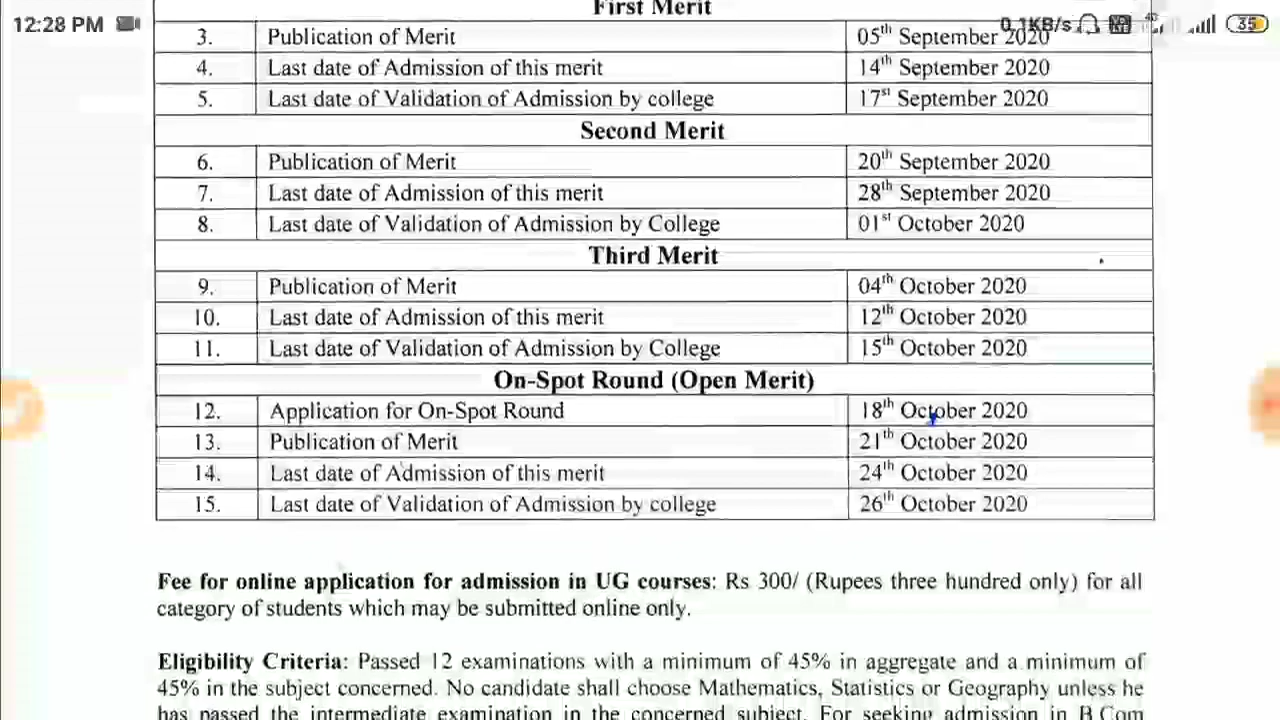 First Merit
12:28 PM
0.1KB/s
35
3. Publication of Merit 05th September 2020
4. Last date of Admission of this merit 14th September 2020
5. Last date of Validation of Admission by college 17st September 2020
Second Merit
6. Publication of Merit 20th September 2020
7. Last date of Admission of this merit 28th September 2020
8. Last date of Validation of Admission by College 01st October 2020
Third Merit
9. Publication of Merit 04th October 2020
10. Last date of Admission of this merit 12th October 2020
11. Last date of Validation of Admission by College 15th October 2020
On-Spot Round (Open Merit)
12. Application for On-Spot Round 18th October 2020
13. Publication of Merit 21th October 2020
14. Last date of Admission of this merit 24th October 2020
15. Last date of Validation of Admission by college 26th October 2020
Fee for online application for admission in UG courses: Rs 300/ (Rupees three hundred only) for all
category of students which may be submitted online only.
Eligibility Criteria: Passed 12 examinations with a minimum of 45% in aggregate and a minimum of
45% in the subject concerned. No candidate shall choose Mathematics, Statistics or Geography unless he
has passed the intermediate examination in the concerned subject. For seeking admission in B.Com